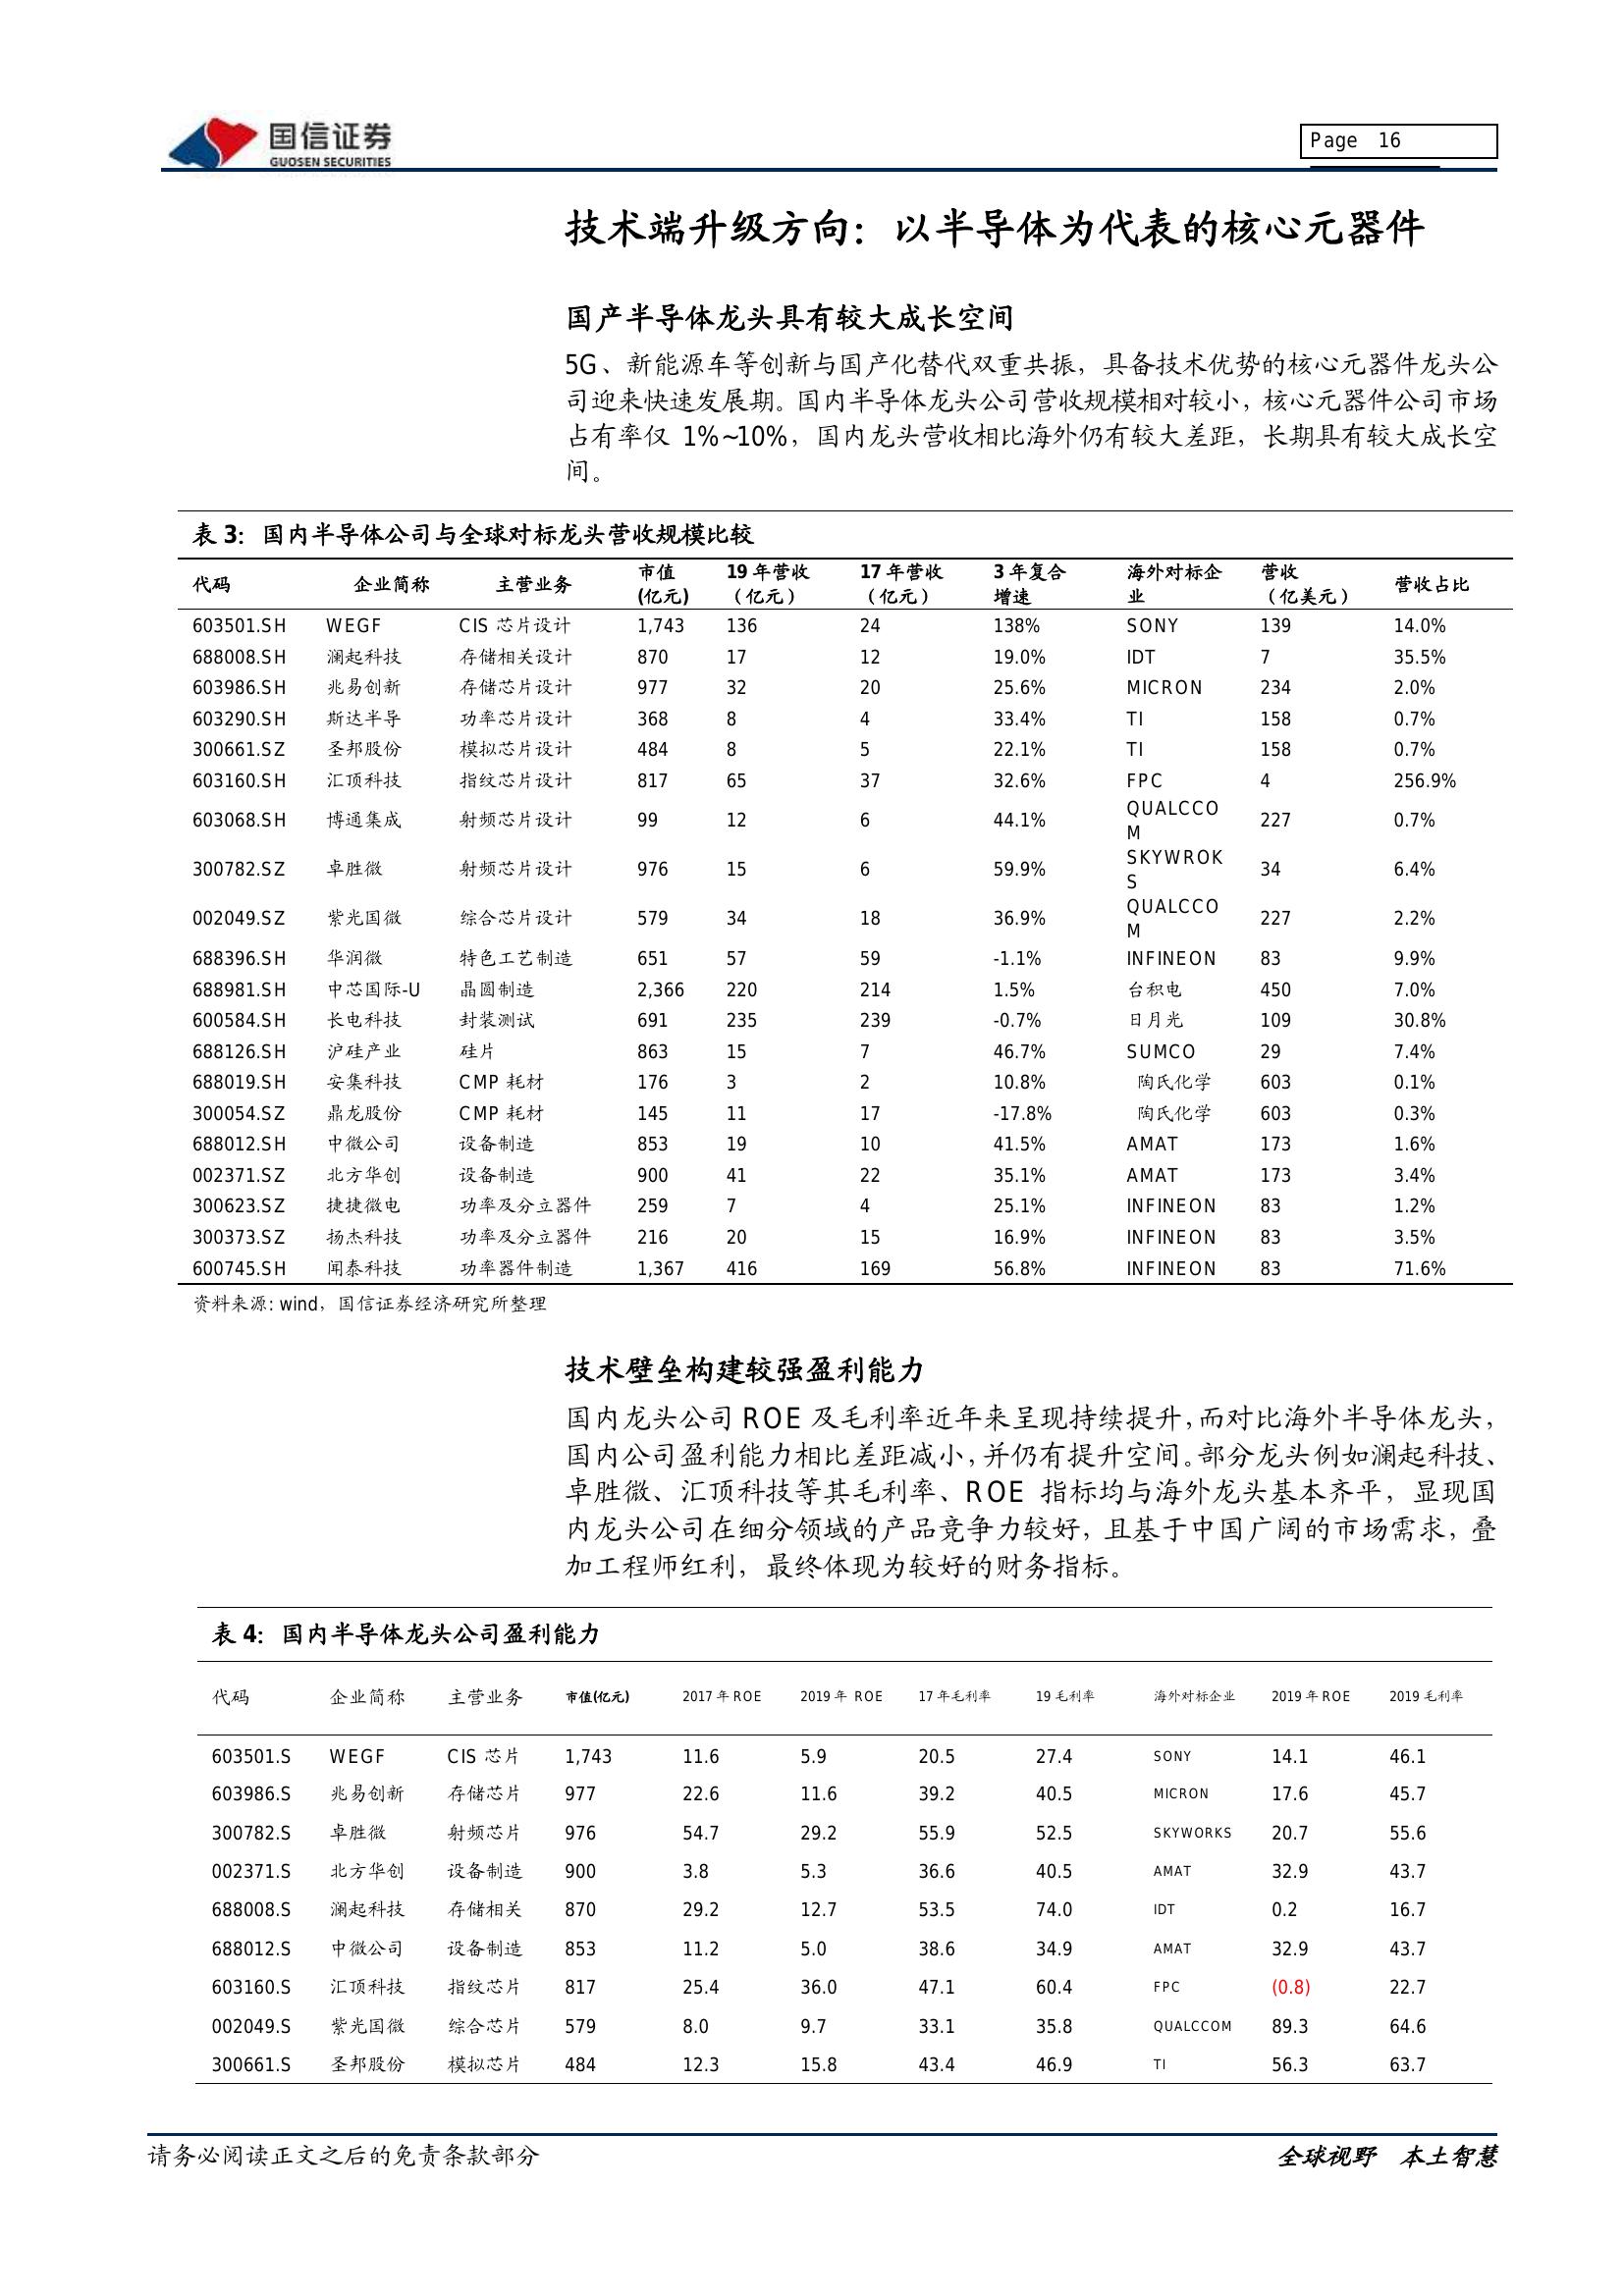 国信证券
GUOSEN SECURITIES
Page 16
技术端升级方向：以半导体为代表的核心元器件
国产半导体龙头具有较大成长空间
5G、新能源车等创新与国产化替代双重共振，具备技术优势的核心元器件龙头公
司迎来快速发展期。国内半导体龙头公司营收规模相对较小，核心元器件公司市场
占有率仅 1%~10%，国内龙头营收相比海外仍有较大差距，长期具有较大成长空
间。
表 3：国内半导体公司与全球对标龙头营收规模比较
代码 企业简称 主营业务 市值(亿元) 19 年营收（亿元） 17 年营收（亿元） 3 年复合增速 海外对标企业 营收（亿美元） 营收占比
603501.SH WEGF CIS 芯片设计 1,743 136 24 138% SONY 139 14.0%
688008.SH 澜起科技 存储相关设计 870 17 12 19.0% IDT 7 35.5%
603986.SH 兆易创新 存储芯片设计 977 32 20 25.6% MICRON 234 2.0%
603290.SH 斯达半导 功率芯片设计 368 8 4 33.4% TI 158 0.7%
300661.SZ 圣邦股份 模拟芯片设计 484 8 5 22.1% TI 158 0.7%
603160.SH 汇顶科技 指纹芯片设计 817 65 37 32.6% FPC 4 256.9%
603068.SH 博通集成 射频芯片设计 99 12 6 44.1% QUALCCOM 227 0.7%
300782.SZ 卓胜微 射频芯片设计 976 15 6 59.9% SKYWROKS 34 6.4%
002049.SZ 紫光国微 综合芯片设计 579 34 18 36.9% QUALCCOM 227 2.2%
688396.SH 华润微 特色工艺制造 651 57 59 -1.1% INFINEON 83 9.9%
688981.SH 中芯国际-U 晶圆制造 2,366 220 214 1.5% 台积电 450 7.0%
600584.SH 长电科技 封装测试 691 235 239 -0.7% 日月光 109 30.8%
688126.SH 沪硅产业 硅片 863 15 7 46.7% SUMCO 29 7.4%
688019.SH 安集科技 CMP 耗材 176 3 2 10.8% 陶氏化学 603 0.1%
300054.SZ 鼎龙股份 CMP 耗材 145 11 17 -17.8% 陶氏化学 603 0.3%
688012.SH 中微公司 设备制造 853 19 10 41.5% AMAT 173 1.6%
002371.SZ 北方华创 设备制造 900 41 22 35.1% AMAT 173 3.4%
300623.SZ 捷捷微电 功率及分立器件 259 7 4 25.1% INFINEON 83 1.2%
300373.SZ 扬杰科技 功率及分立器件 216 20 15 16.9% INFINEON 83 3.5%
600745.SH 闻泰科技 功率器件制造 1,367 416 169 56.8% INFINEON 83 71.6%
资料来源: wind，国信证券经济研究所整理
技术壁垒构建较强盈利能力
国内龙头公司 ROE 及毛利率近年来呈现持续提升，而对比海外半导体龙头，
国内公司盈利能力相比差距减小，并仍有提升空间。部分龙头例如澜起科技、
卓胜微、汇顶科技等其毛利率、ROE 指标均与海外龙头基本齐平，显现国
内龙头公司在细分领域的产品竞争力较好，且基于中国广阔的市场需求，叠
加工程师红利，最终体现为较好的财务指标。
表 4：国内半导体龙头公司盈利能力
代码 企业简称 主营业务 市值(亿元) 2017 年 ROE 2019 年 ROE 17 年毛利率 19 毛利率 海外对标企业 2019 年 ROE 2019 毛利率
603501.S WEGF CIS 芯片 1,743 11.6 5.9 20.5 27.4 SONY 14.1 46.1
603986.S 兆易创新 存储芯片 977 22.6 11.6 39.2 40.5 MICRON 17.6 45.7
300782.S 卓胜微 射频芯片 976 54.7 29.2 55.9 52.5 SKYWORKS 20.7 55.6
002371.S 北方华创 设备制造 900 3.8 5.3 36.6 40.5 AMAT 32.9 43.7
688008.S 澜起科技 存储相关 870 29.2 12.7 53.5 74.0 IDT 0.2 16.7
688012.S 中微公司 设备制造 853 11.2 5.0 38.6 34.9 AMAT 32.9 43.7
603160.S 汇顶科技 指纹芯片 817 25.4 36.0 47.1 60.4 FPC (0.8) 22.7
002049.S 紫光国微 综合芯片 579 8.0 9.7 33.1 35.8 QUALCCOM 89.3 64.6
300661.S 圣邦股份 模拟芯片 484 12.3 15.8 43.4 46.9 TI 56.3 63.7
请务必阅读正文之后的免责条款部分
全球视野 本土智慧